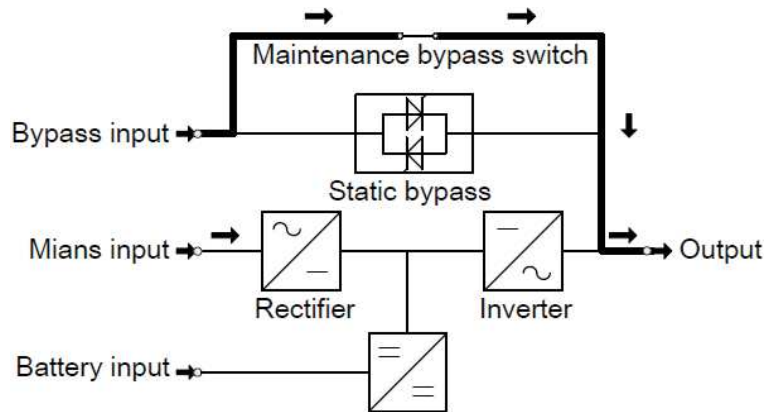 Maintenance bypass switch
Bypass input
Static bypass
Mians input
Output
Rectifier
Inverter
Battery input